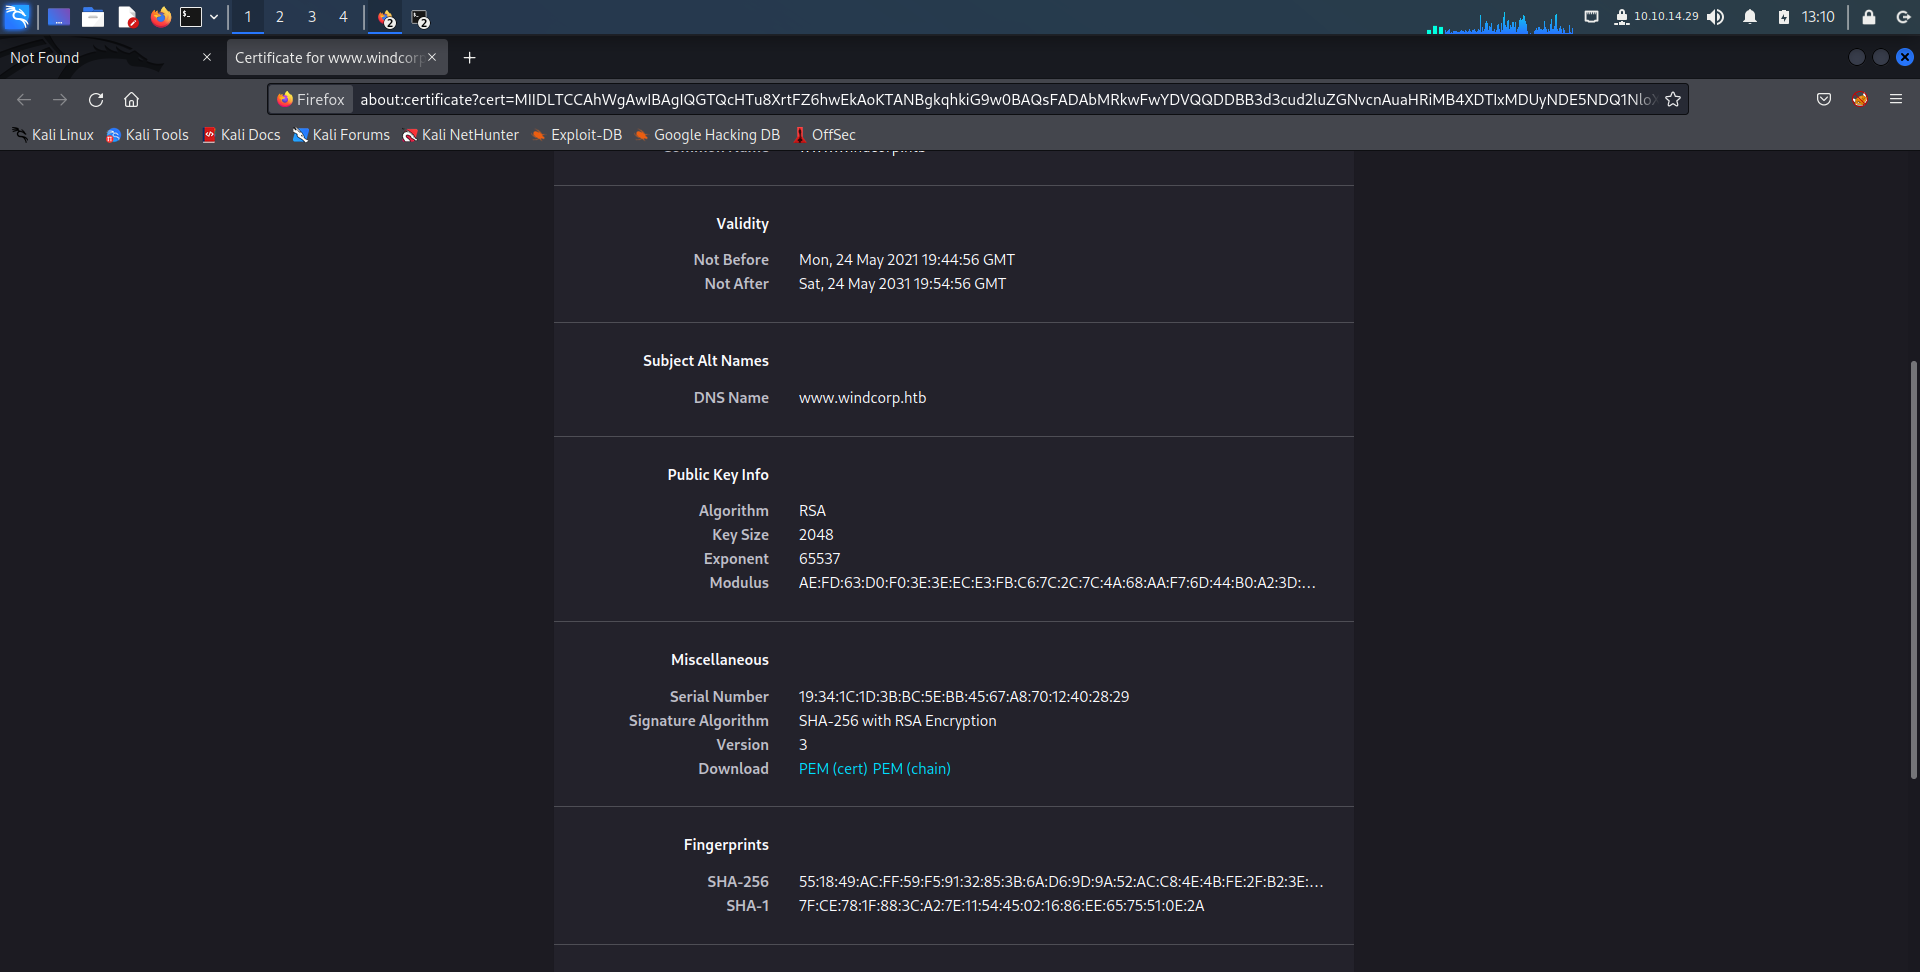 1 2 3 4 2 2 10.10.14.29 13:10
Not Found
Certificate for www.windcorp
Firefox about:certificate?cert=MIIDLTCCAhWgAwIBAgIQGTQcHTu8XrtFZ6hwEkAoKTANBgkqhkiG9w0BAQsFADAbMRkwFwYDVQQDDBB3d3cud2luZGNvcnAuaHRiMB4XDTIxMDUyNDE5NDQ1NloX
Kali Linux Kali Tools Kali Docs Kali Forums Kali NetHunter Exploit-DB Google Hacking DB OffSec
Validity
Not Before Mon, 24 May 2021 19:44:56 GMT
Not After Sat, 24 May 2031 19:54:56 GMT
Subject Alt Names
DNS Name www.windcorp.htb
Public Key Info
Algorithm RSA
Key Size 2048
Exponent 65537
Modulus AE:FD:63:D0:F0:3E:3E:EC:E3:FB:C6:7C:2C:7C:4A:68:AA:F7:6D:44:B0:A2:3D:…
Miscellaneous
Serial Number 19:34:1C:1D:3B:BC:5E:BB:45:67:A8:70:12:40:28:29
Signature Algorithm SHA-256 with RSA Encryption
Version 3
Download PEM (cert) PEM (chain)
Fingerprints
SHA-256 55:18:49:AC:FF:59:F5:91:32:85:3B:6A:D6:9D:9A:52:AC:C8:4E:4B:FE:2F:B2:3E:…
SHA-1 7F:CE:78:1F:88:3C:A2:7E:11:54:45:02:16:86:EE:65:75:51:0E:2A